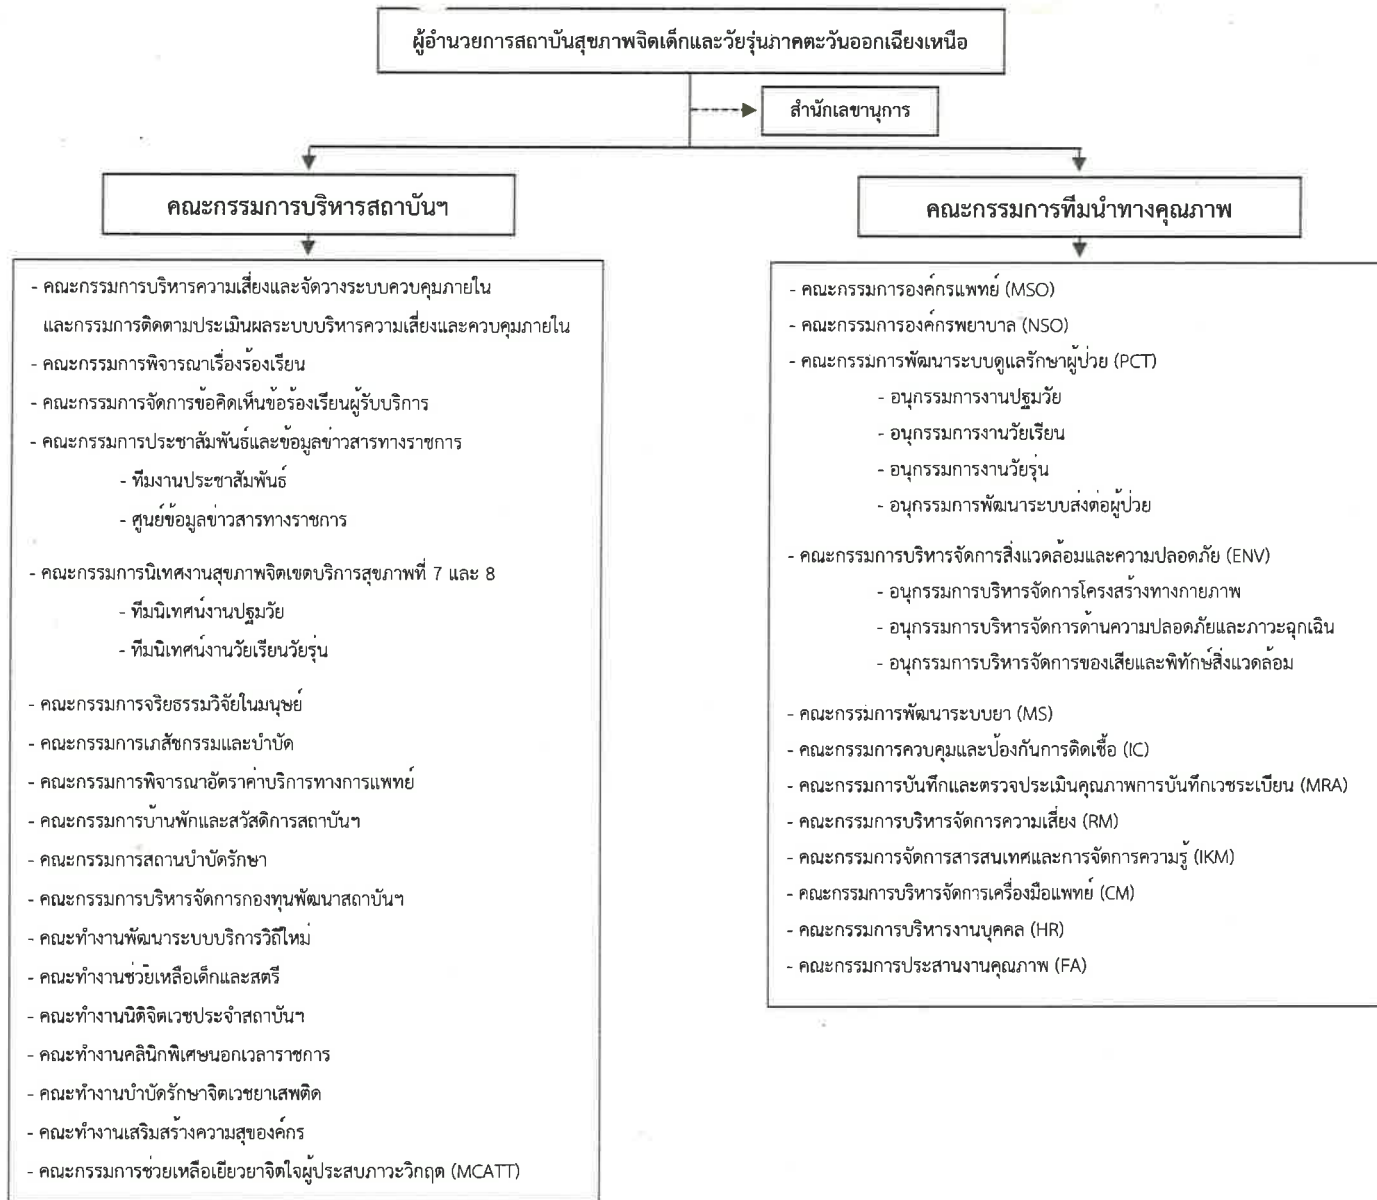 ผู้อำนวยการสถาบันสุขภาพจิตเด็กและวัยรุ่นภาคตะวันออกเฉียงเหนือ
สำนักเลขานุการ
คณะกรรมการบริหารสถาบันฯ
- คณะกรรมการบริหารความเสี่ยงและจัดวางระบบควบคุมภายใน
และกรรมการติดตามประเมินผลระบบบริหารความเสี่ยงและควบคุมภายใน
- คณะกรรมการพิจารณาเรื่องร้องเรียน
- คณะกรรมการจัดการข้อคิดเห็นข้อร้องเรียนผู้รับบริการ
- คณะกรรมการประชาสัมพันธ์และข้อมูลข่าวสารทางราชการ
- ทีมงานประชาสัมพันธ์
- ศูนย์ข้อมูลข่าวสารทางราชการ
- คณะกรรมการนิเทศงานสุขภาพจิตเขตบริการสุขภาพที่ 7 และ 8
- ทีมนิเทศน์งานปฐมวัย
- ทีมนิเทศน์งานวัยเรียนวัยรุ่น
- คณะกรรมการจริยธรรมวิจัยในมนุษย์
- คณะกรรมการเภสัชกรรมและบำบัด
- คณะกรรมการพิจารณาอัตราค่าบริการทางการแพทย์
- คณะกรรมการบ้านพักและสวัสดิการสถาบันฯ
- คณะกรรมการสถานบำบัดรักษา
- คณะกรรมการบริหารจัดการกองทุนพัฒนาสถาบันฯ
- คณะทำงานพัฒนาระบบบริการวิถีใหม่
- คณะทำงานช่วยเหลือเด็กและสตรี
- คณะทำงานนิติจิตเวชประจำสถาบันฯ
- คณะทำงานคลินิกพิเศษนอกเวลาราชการ
- คณะทำงานบำบัดรักษาจิตเวชยาเสพติด
- คณะทำงานเสริมสร้างความสุของค์กร
- คณะกรรมการช่วยเหลือเยียวยาจิตใจผู้ประสบภาวะวิกฤต (MCATT)
คณะกรรมการทีมนำทางคุณภาพ
- คณะกรรมการองค์กรแพทย์ (MSO)
- คณะกรรมการองค์กรพยาบาล (NSO)
- คณะกรรมการพัฒนาระบบดูแลรักษาผู้ป่วย (PCT)
- อนุกรรมการงานปฐมวัย
- อนุกรรมการงานวัยเรียน
- อนุกรรมการงานวัยรุ่น
- อนุกรรมการพัฒนาระบบส่งต่อผู้ป่วย
- คณะกรรมการบริหารจัดการสิ่งแวดล้อมและความปลอดภัย (ENV)
- อนุกรรมการบริหารจัดการโครงสร้างทางกายภาพ
- อนุกรรมการบริหารจัดการด้านความปลอดภัยและภาวะฉุกเฉิน
- อนุกรรมการบริหารจัดการของเสียและพิทักษ์สิ่งแวดล้อม
- คณะกรรมการพัฒนาระบบยา (MS)
- คณะกรรมการควบคุมและป้องกันการติดเชื้อ (IC)
- คณะกรรมการบันทึกและตรวจประเมินคุณภาพการบันทึกเวชระเบียน (MRA)
- คณะกรรมการบริหารจัดการความเสี่ยง (RM)
- คณะกรรมการจัดการสารสนเทศและการจัดการความรู้ (IKM)
- คณะกรรมการบริหารจัดการเครื่องมือแพทย์ (CM)
- คณะกรรมการบริหารงานบุคคล (HR)
- คณะกรรมการประสานงานคุณภาพ (FA)